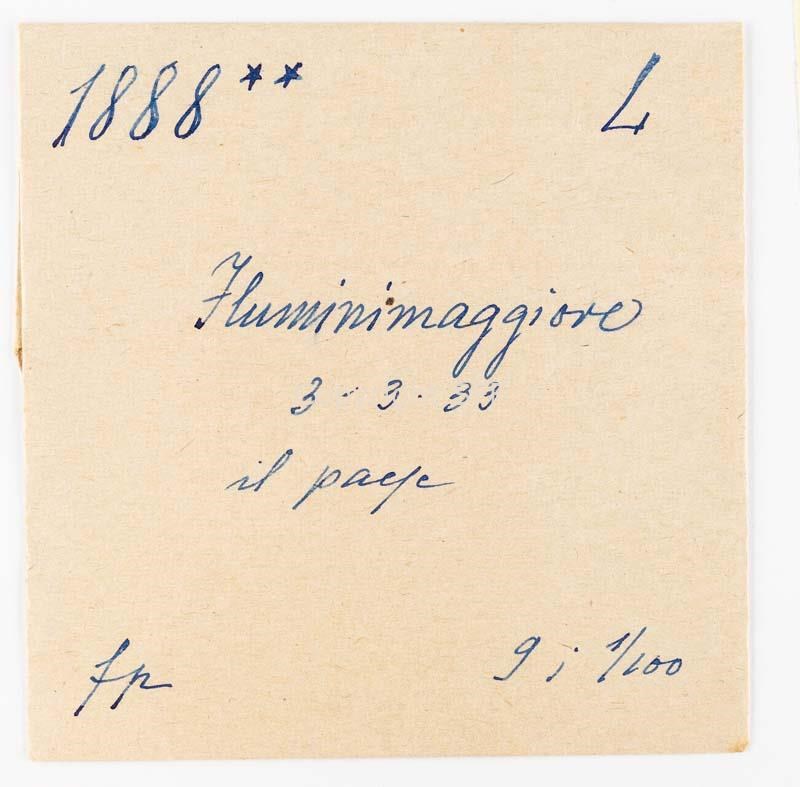 1888** L
Fluminimaggiore
3 - 3 - 33
il paese
fp 9 ; 1/100